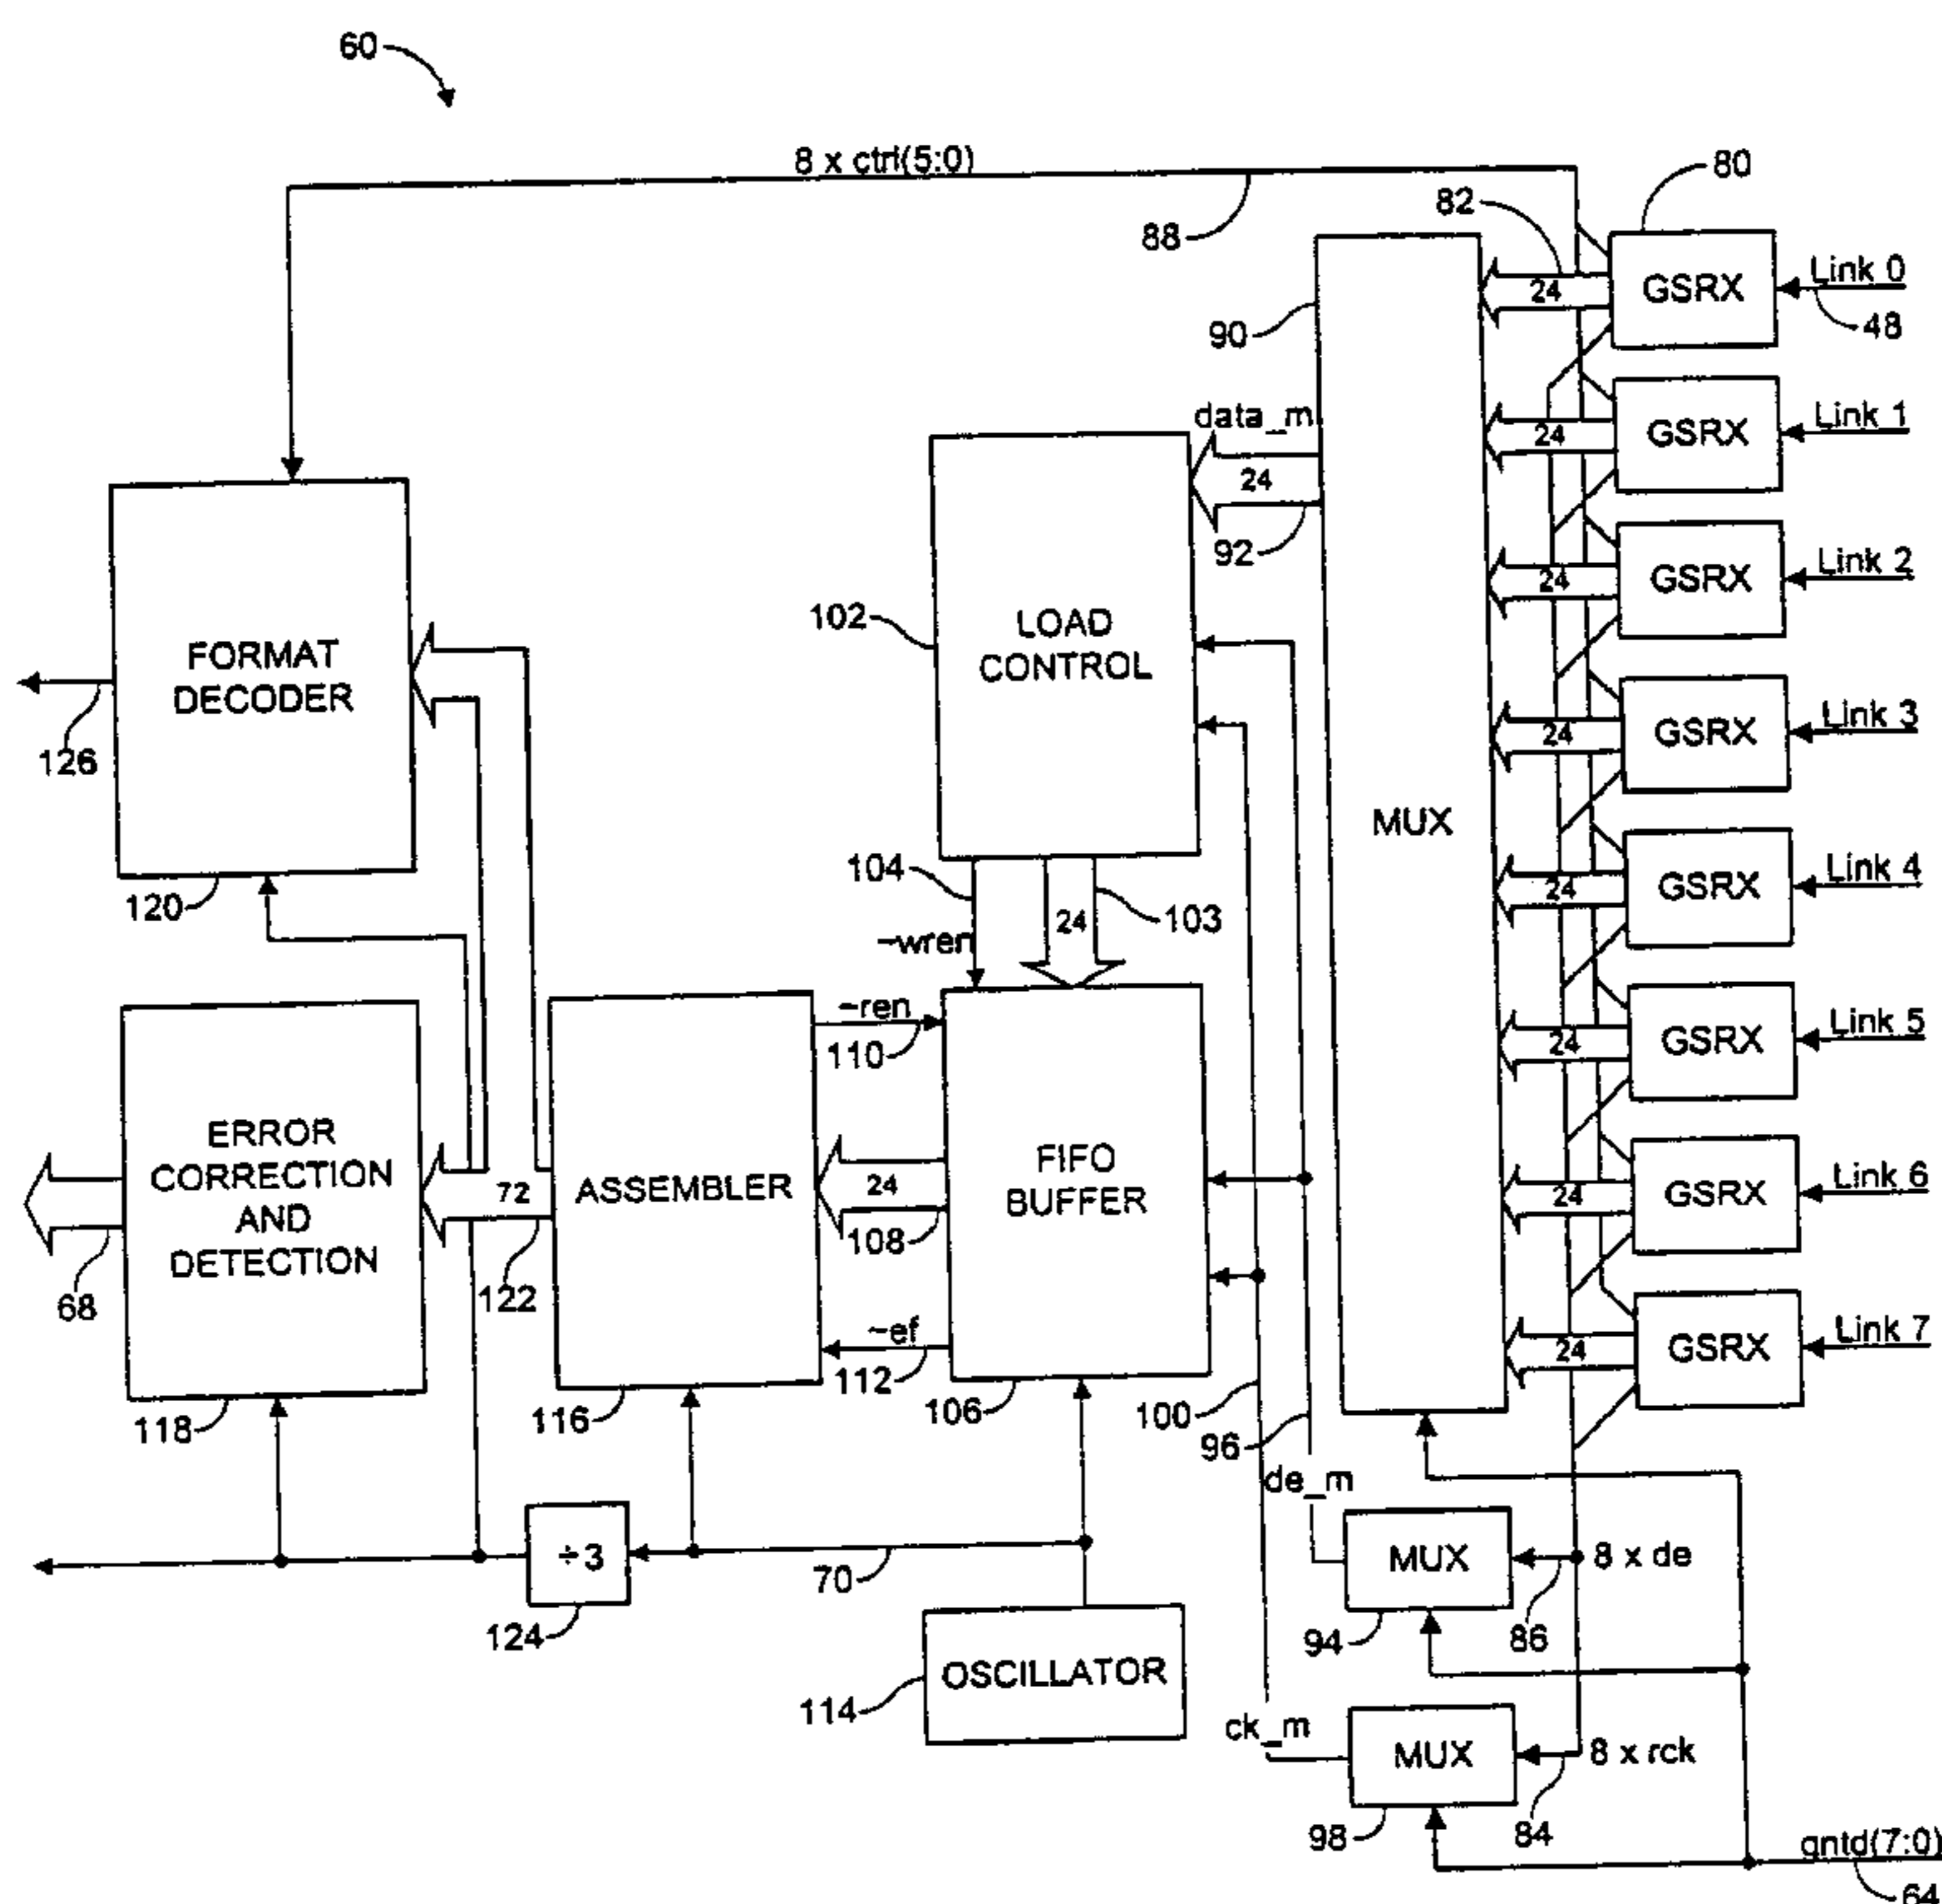 60
8 x ctrl(5:0)
88
82
80
24
GSRX
Link 0
48
90
24
GSRX
Link 1
data_m
24
92
24
GSRX
Link 2
102
LOAD
CONTROL
FORMAT
DECODER
126
24
GSRX
Link 3
MUX
104
~wren
24
103
120
24
GSRX
Link 4
~ren
110
24
GSRX
Link 5
ERROR
CORRECTION
AND
DETECTION
72
ASSEMBLER
24
FIFO
BUFFER
108
122
68
24
GSRX
Link 6
~ef
112
24
GSRX
Link 7
118
116
106
100
96
de_m
÷3
70
MUX
8 x de
124
94
86
114
OSCILLATOR
ck_m
MUX
8 x rck
98
84
gntd(7:0)
64